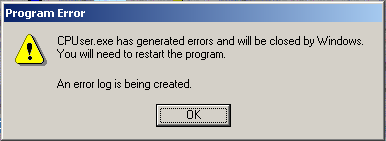 Program Error
CPUser.exe has generated errors and will be closed by Windows.
You will need to restart the program.
An error log is being created.
OK